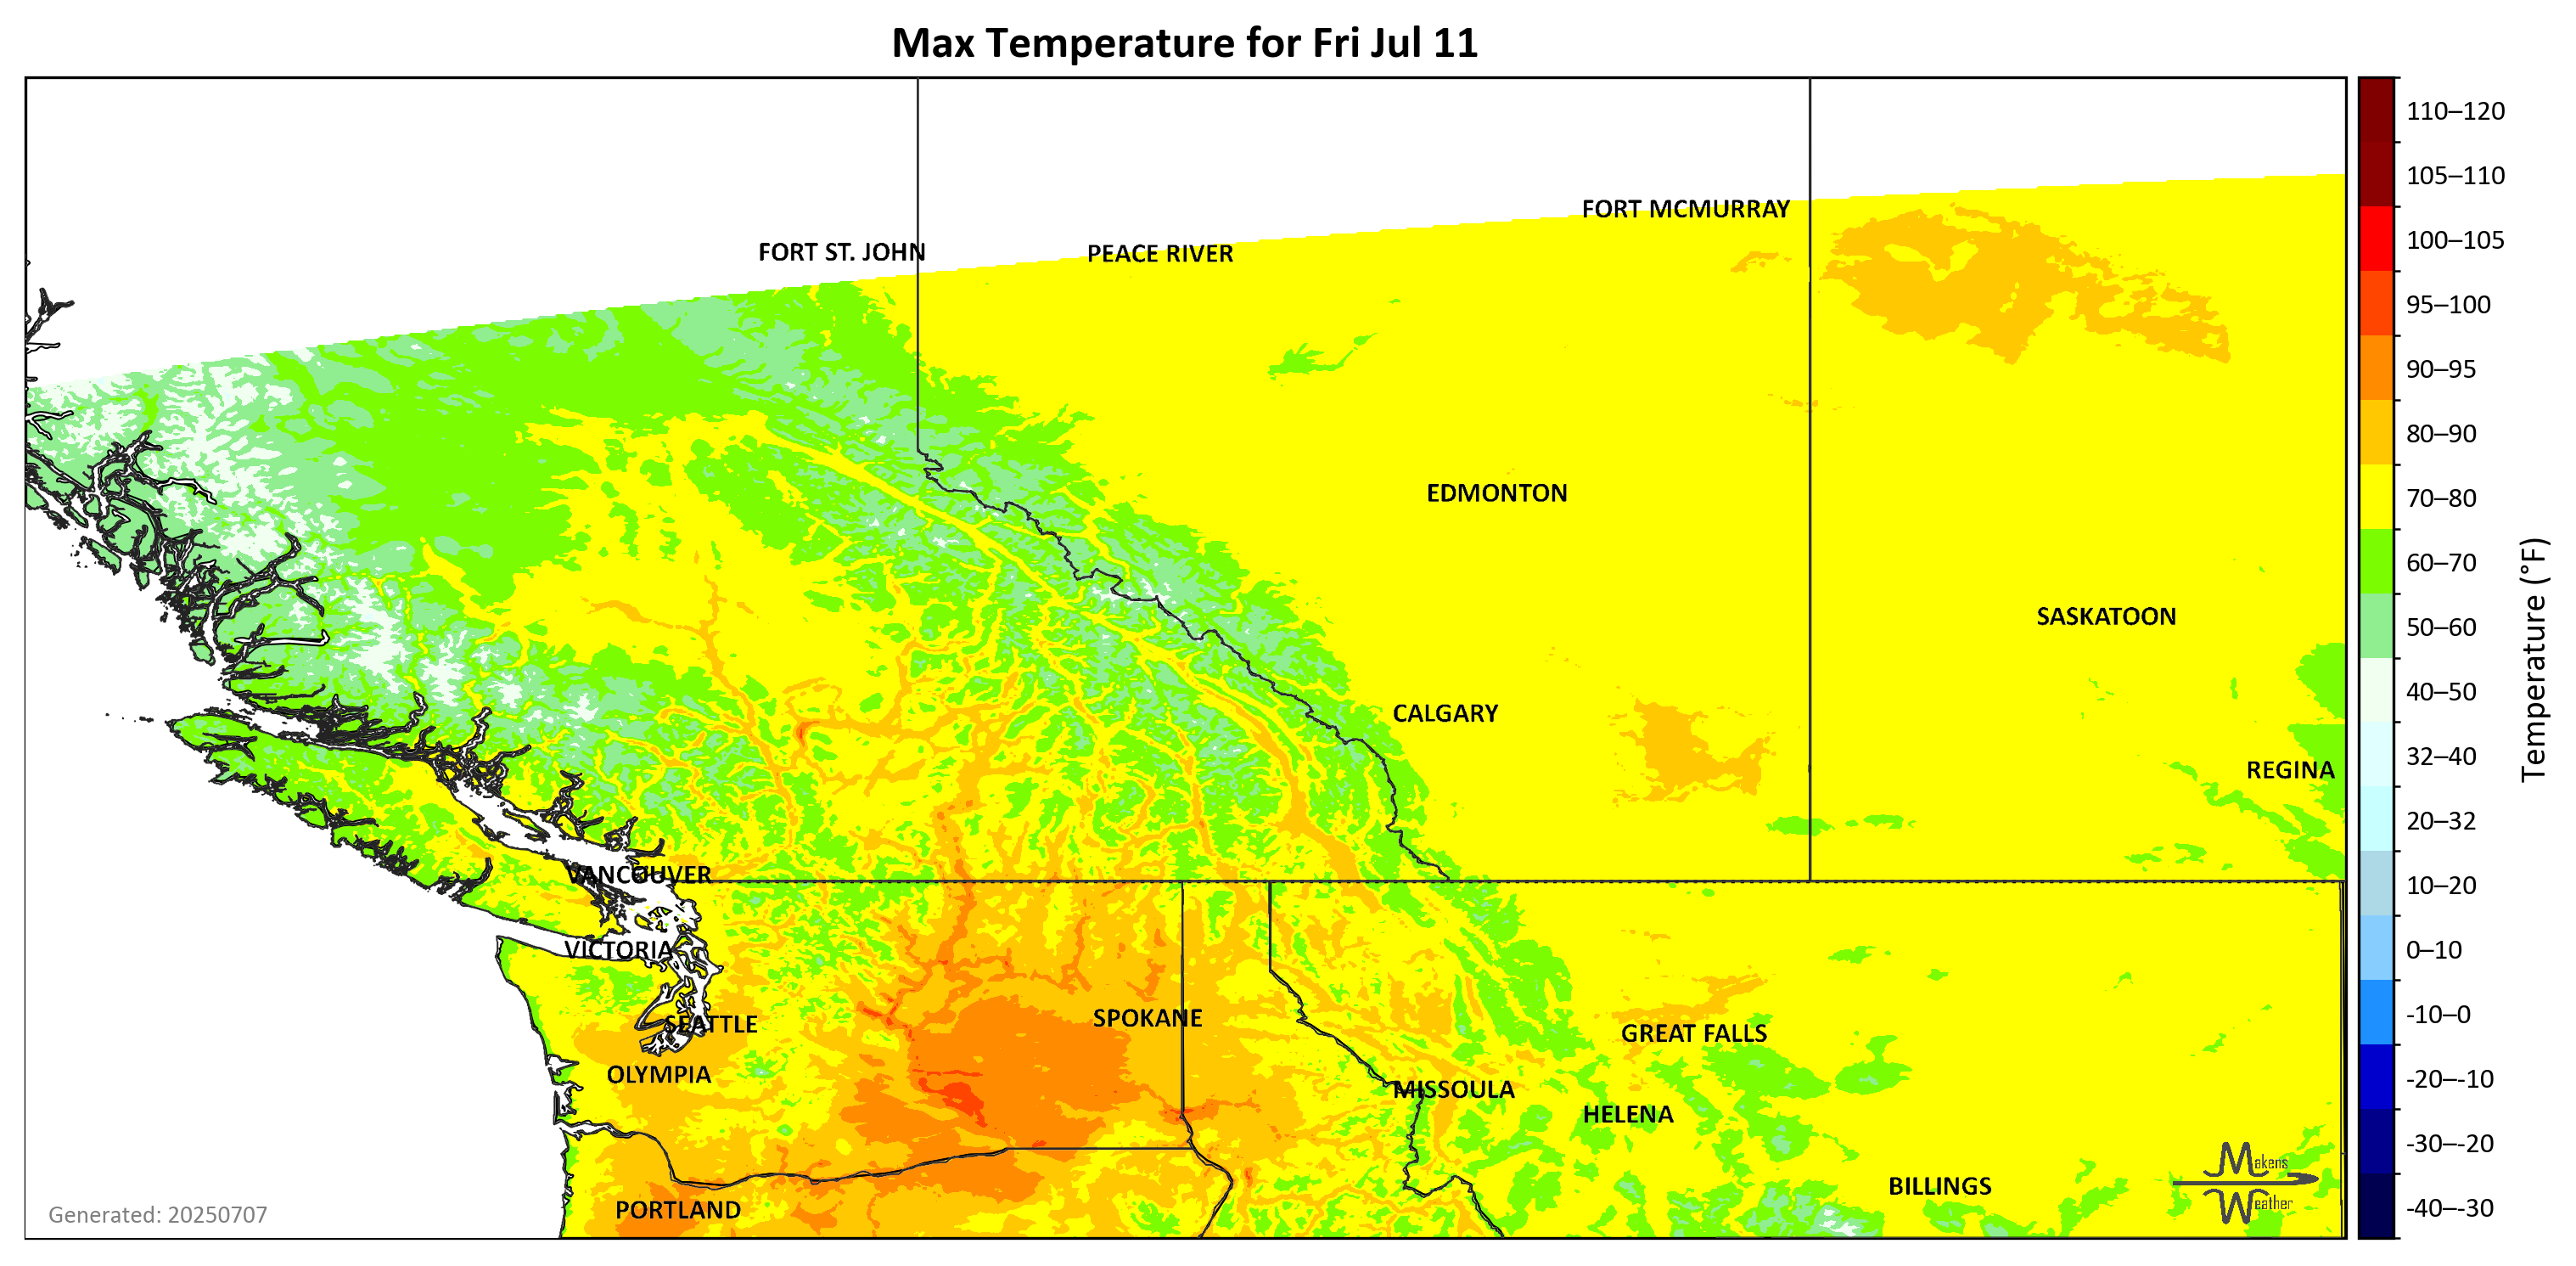 Max Temperature for Fri Jul 11
FORT MCMURRAY
FORT ST. JOHN
PEACE RIVER
EDMONTON
SASKATOON
CALGARY
REGINA
VANCOUVER
VICTORIA
SEATTLE
SPOKANE
GREAT FALLS
OLYMPIA
MISSOULA
HELENA
PORTLAND
BILLINGS
Makens
Weather
Generated: 20250707
110–120
105–110
100–105
95–100
90–95
80–90
70–80
60–70
50–60
40–50
32–40
20–32
10–20
0–10
-10–0
-20–-10
-30–-20
-40–-30
Temperature (°F)